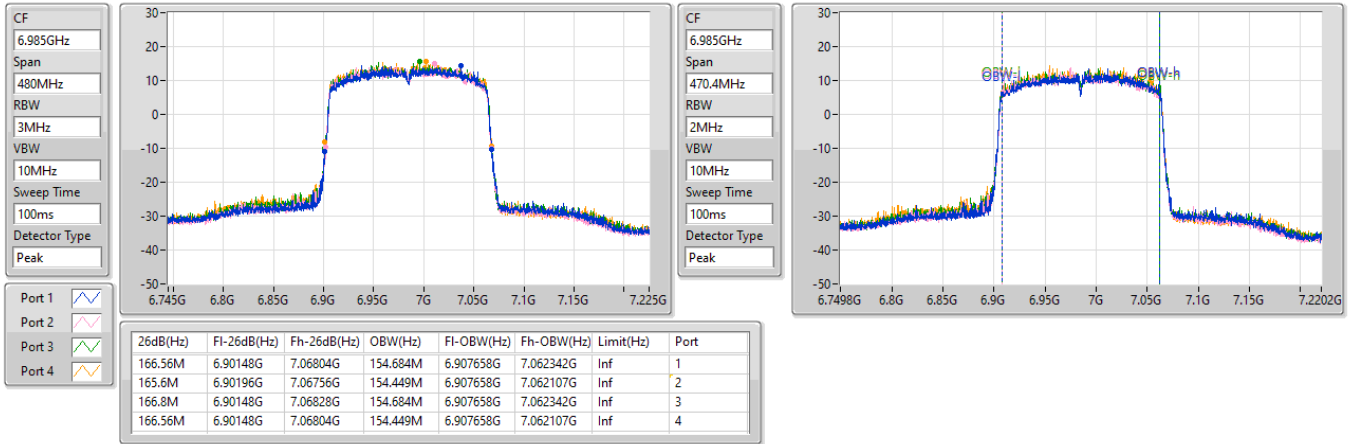 CF
6.985GHz
Span
480MHz
RBW
3MHz
VBW
10MHz
Sweep Time
100ms
Detector Type
Peak
30
20
10
0
-10
-20
-30
-40
-50
6.745G 6.8G 6.85G 6.9G 6.95G 7G 7.05G 7.1G 7.15G 7.225G
CF
6.985GHz
Span
470.4MHz
RBW
2MHz
VBW
10MHz
Sweep Time
100ms
Detector Type
Peak
30
20
10
0
-10
-20
-30
-40
-50
OBW-l OBW-h
6.7498G 6.8G 6.85G 6.9G 6.95G 7G 7.05G 7.1G 7.15G 7.2202G
Port 1
Port 2
Port 3
Port 4
26dB(Hz) Fl-26dB(Hz) Fh-26dB(Hz) OBW(Hz) Fl-OBW(Hz) Fh-OBW(Hz) Limit(Hz) Port
166.56M 6.90148G 7.06804G 154.684M 6.907658G 7.062342G Inf 1
165.6M 6.90196G 7.06756G 154.449M 6.907658G 7.062107G Inf 2
166.8M 6.90148G 7.06828G 154.684M 6.907658G 7.062342G Inf 3
166.56M 6.90148G 7.06804G 154.449M 6.907658G 7.062107G Inf 4